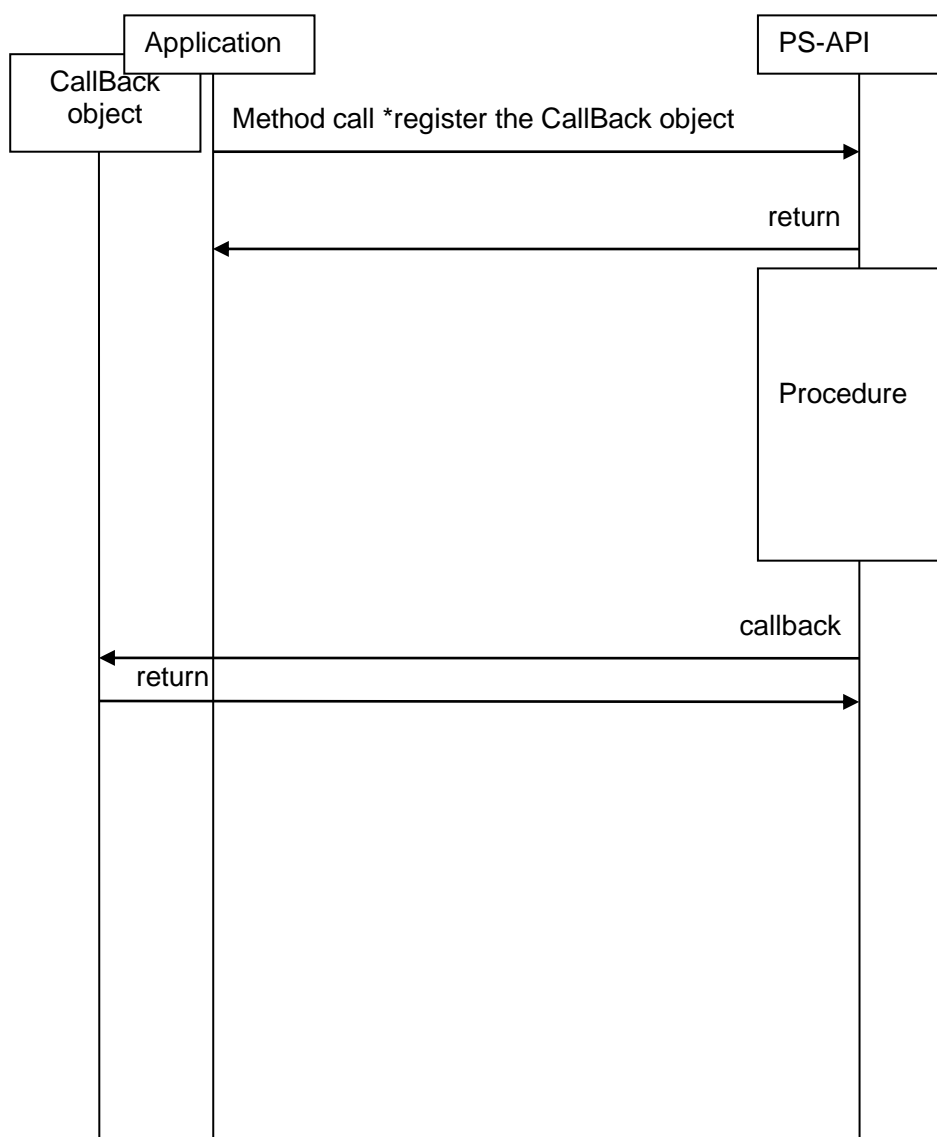 Application
PS-API
CallBack
object
Method call *register the CallBack object
return
Procedure
callback
return